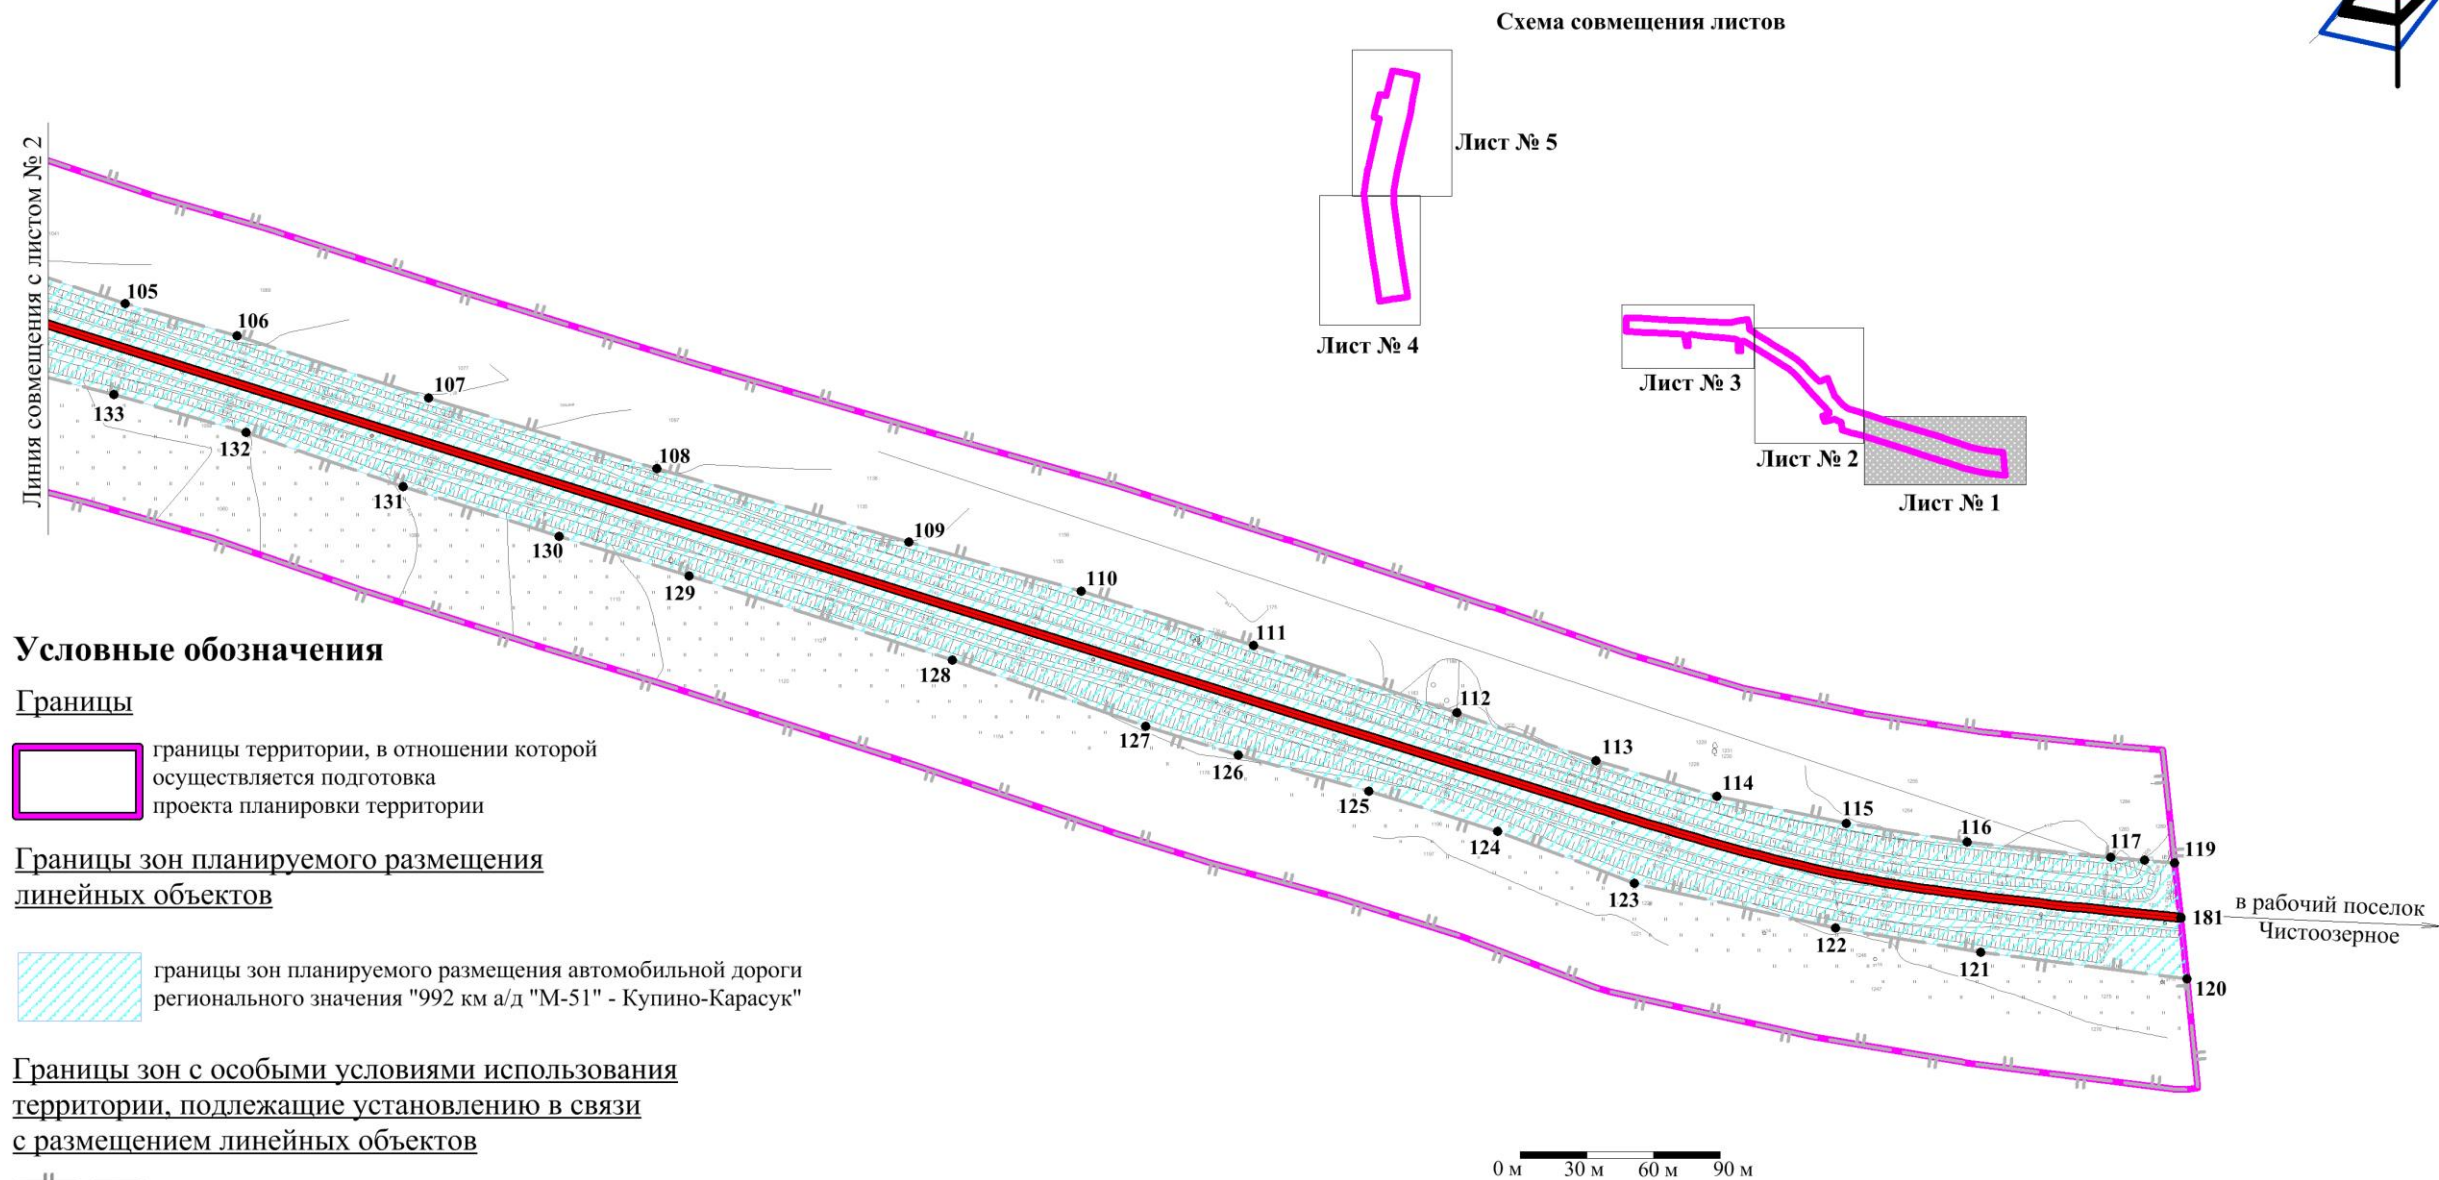 Схема совмещения листов
Лист № 5
Лист № 4
Лист № 3
Лист № 2
Лист № 1
Линия совмещения с листом № 2
105
106
107
108
109
110
111
112
113
114
115
116
117
119
181
120
121
122
123
124
125
126
127
128
129
130
131
132
133
в рабочий поселок
Чистоозерное
Условные обозначения
Границы
границы территории, в отношении которой
осуществляется подготовка
проекта планировки территории
Границы зон планируемого размещения
линейных объектов
границы зон планируемого размещения автомобильной дороги
регионального значения "992 км а/д "М-51" - Купино-Карасук"
Границы зон с особыми условиями использования
территории, подлежащие установлению в связи
с размещением линейных объектов
0 м 30 м 60 м 90 м